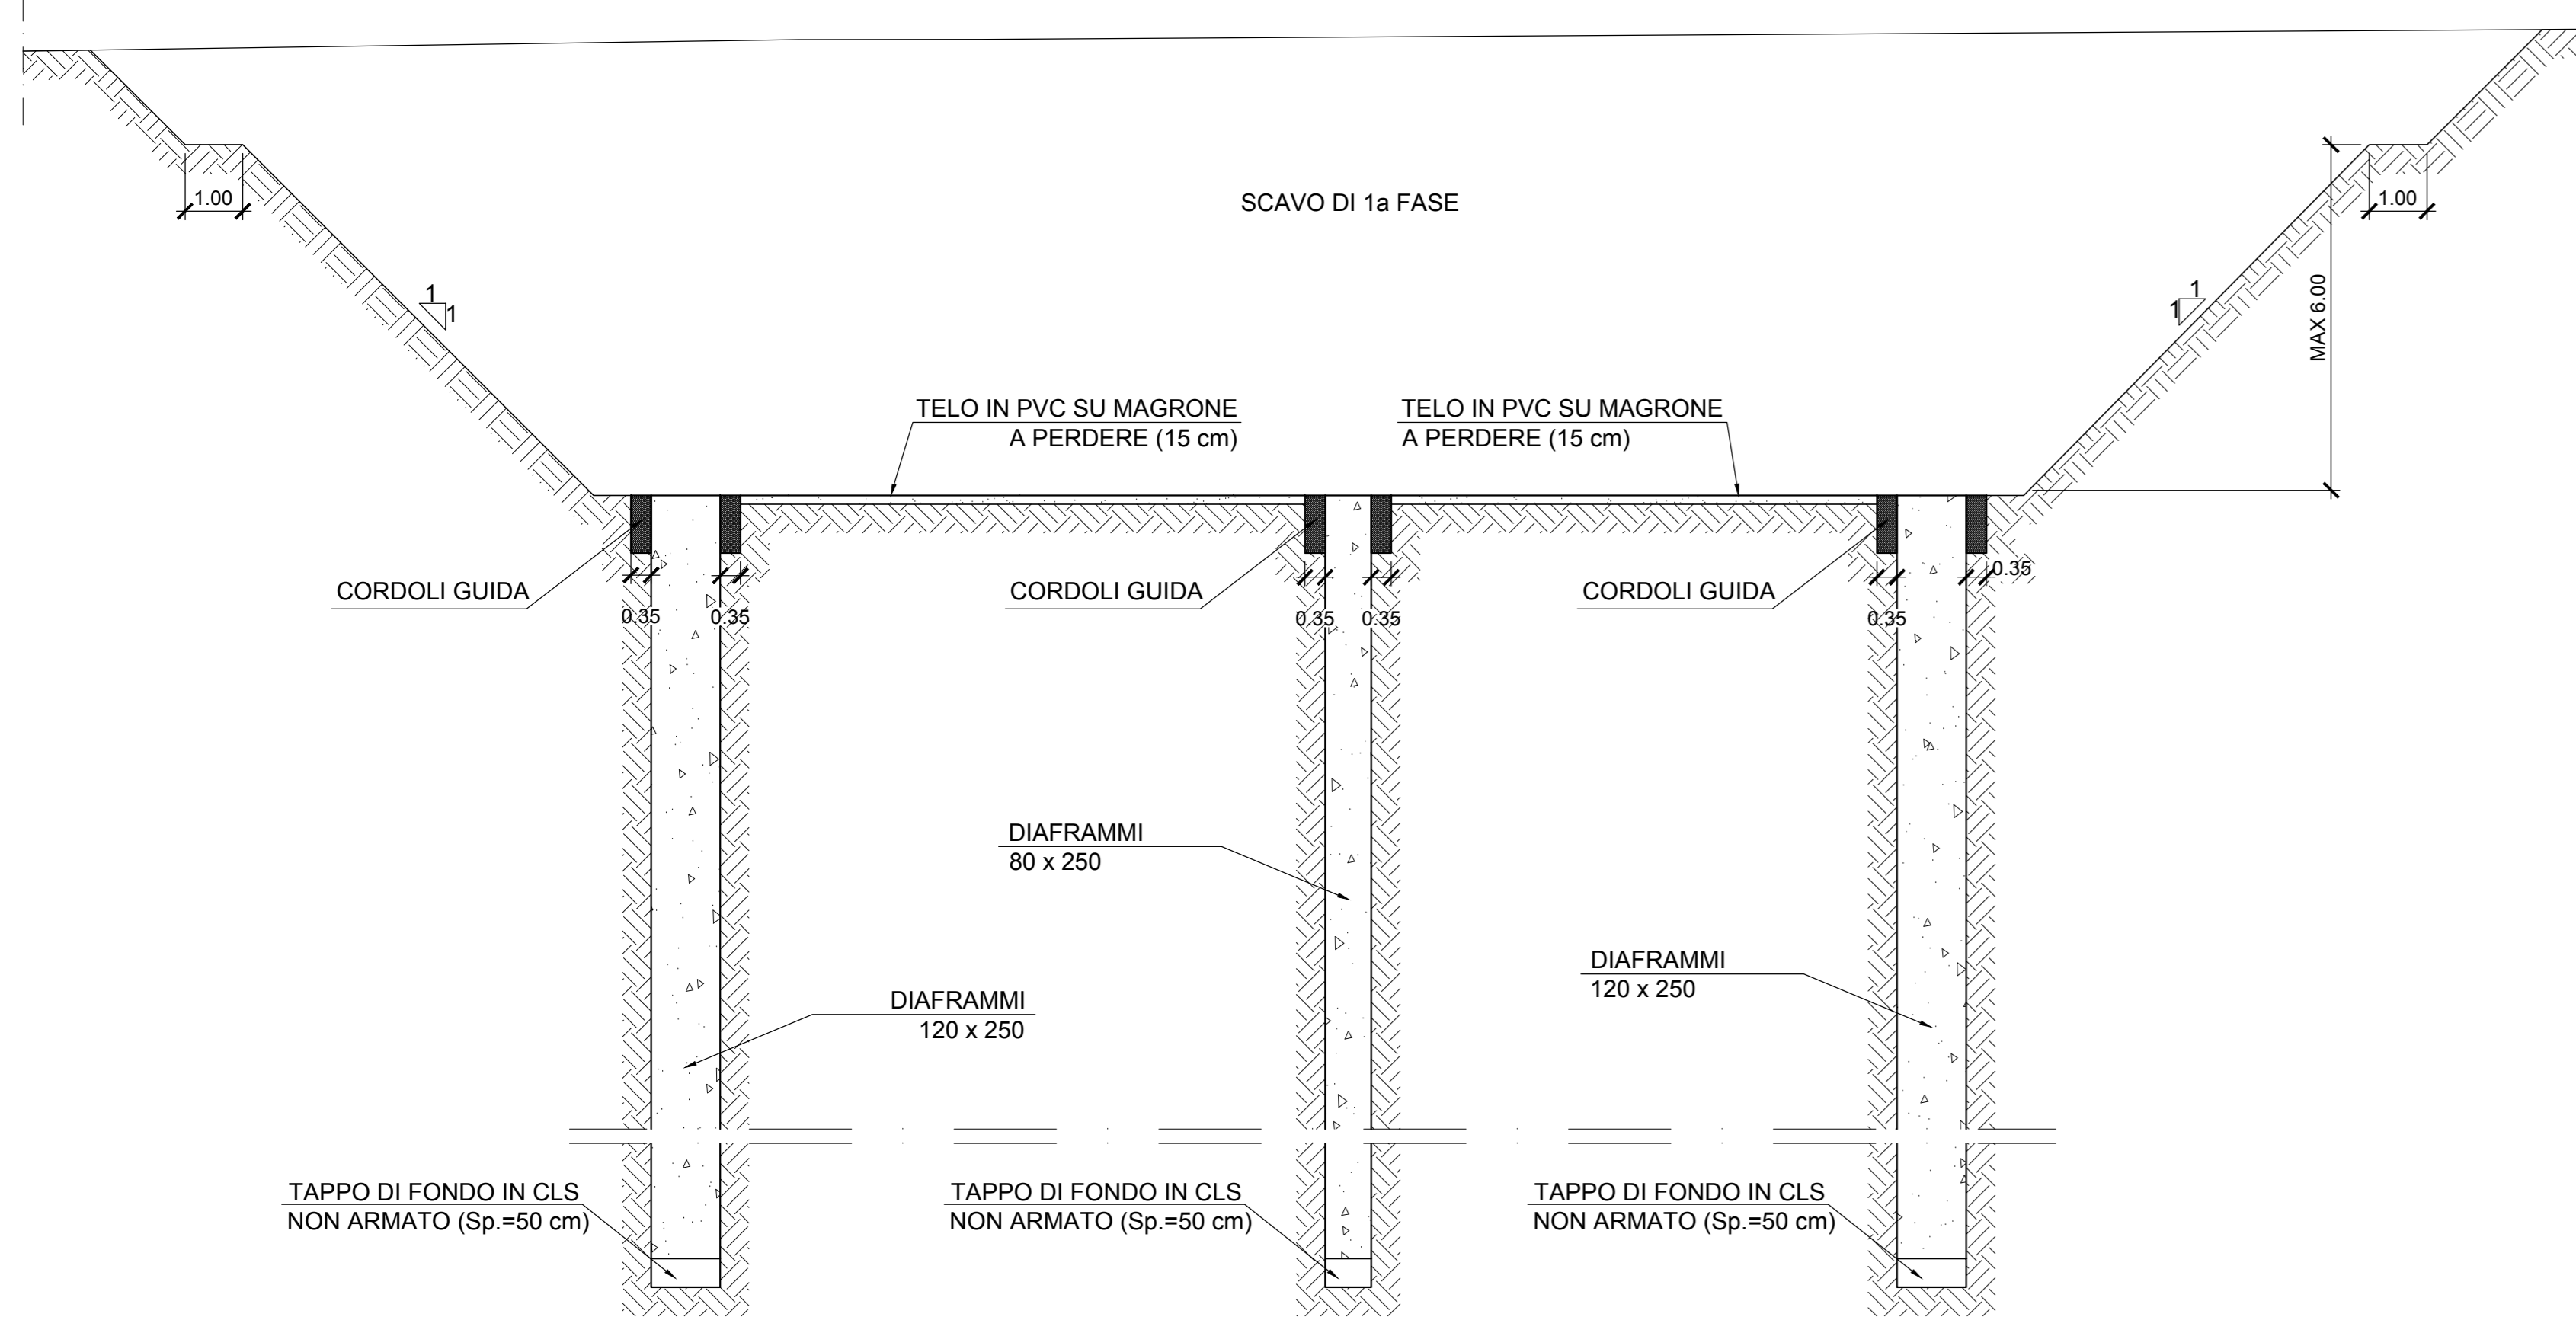 1.00
SCAVO DI 1a FASE
1.00
1
1
1
1
MAX 6.00
TELO IN PVC SU MAGRONE
A PERDERE (15 cm)
TELO IN PVC SU MAGRONE
A PERDERE (15 cm)
CORDOLI GUIDA
CORDOLI GUIDA
CORDOLI GUIDA
0.35
0.35
0.35
0.35
0.35
0.35
DIAFRAMMI
80 x 250
DIAFRAMMI
120 x 250
DIAFRAMMI
120 x 250
TAPPO DI FONDO IN CLS
NON ARMATO (Sp.=50 cm)
TAPPO DI FONDO IN CLS
NON ARMATO (Sp.=50 cm)
TAPPO DI FONDO IN CLS
NON ARMATO (Sp.=50 cm)